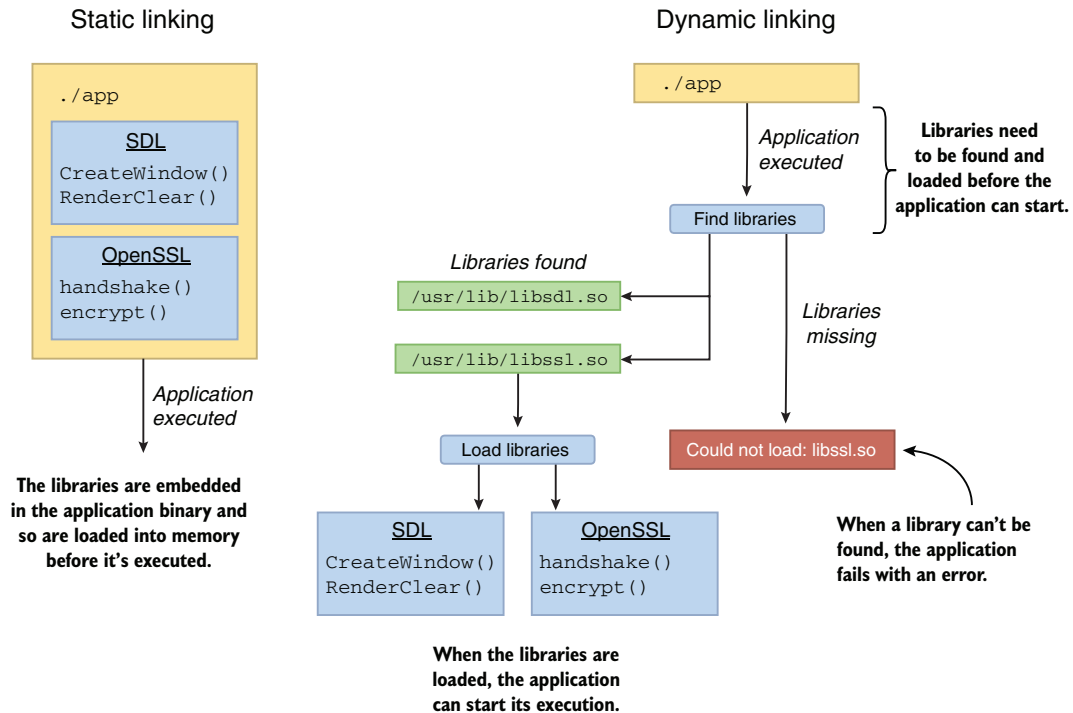 Static linking
./app
SDL
CreateWindow()
RenderClear()
OpenSSL
handshake()
encrypt()
Application
executed
The libraries are embedded
in the application binary and
so are loaded into memory
before it's executed.
Dynamic linking
./app
Application
executed
Libraries need
to be found and
loaded before the
application can start.
Find libraries
Libraries found
/usr/lib/libsdl.so
/usr/lib/libssl.so
Libraries
missing
Load libraries
Could not load: libssl.so
SDL
CreateWindow()
RenderClear()
OpenSSL
handshake()
encrypt()
When a library can't be
found, the application
fails with an error.
When the libraries are
loaded, the application
can start its execution.